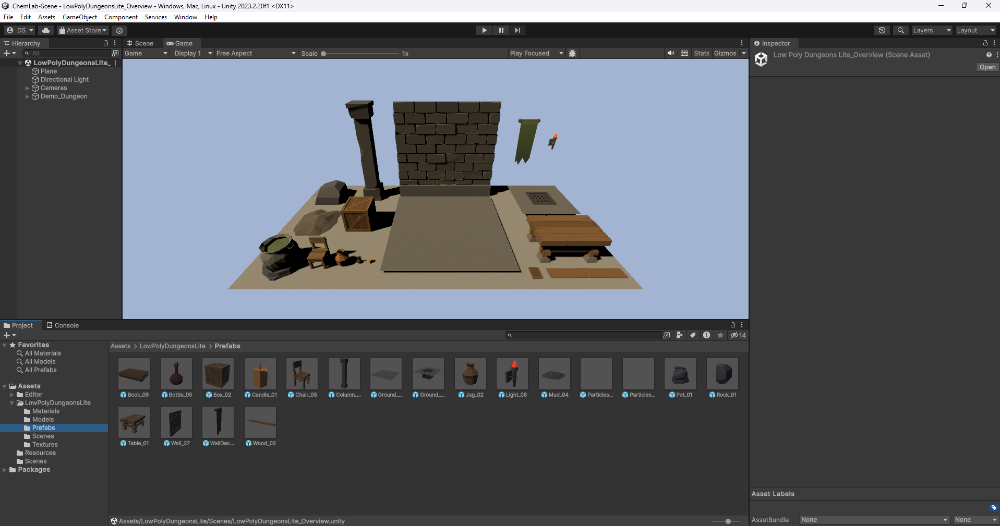 ChemLab-Scene - LowPolyDungeonsLite_Overview - Windows, Mac, Linux - Unity 2023.2.20f1 <DX11>
File Edit Assets GameObject Component Services Window Help
DS Asset Store Layers Layout
Hierarchy
All
LowPolyDungeonsLite_
Plane
Directional Light
Cameras
Demo_Dungeon
Scene Game
Game Display 1 Free Aspect Scale 1x Play Focused Stats Gizmos
Inspector
Low Poly Dungeons Lite_Overview (Scene Asset)
Open
Project Console
14
Favorites
All Materials
All Models
All Prefabs
Assets
Editor
LowPolyDungeonsLite
Materials
Models
Prefabs
Scenes
Textures
Resources
Scenes
Packages
Assets > LowPolyDungeonsLite > Prefabs
Book_09 Bottle_05 Box_02 Candle_01 Chair_05 Column_... Ground_... Ground_... Jug_02 Light_08 Mud_04 Particles... Particles... Pot_01 Rock_01
Table_01 Wall_27 WallDec... Wood_02
Assets/LowPolyDungeonsLite/Scenes/LowPolyDungeonsLite_Overview.unity
Asset Labels
AssetBundle None None